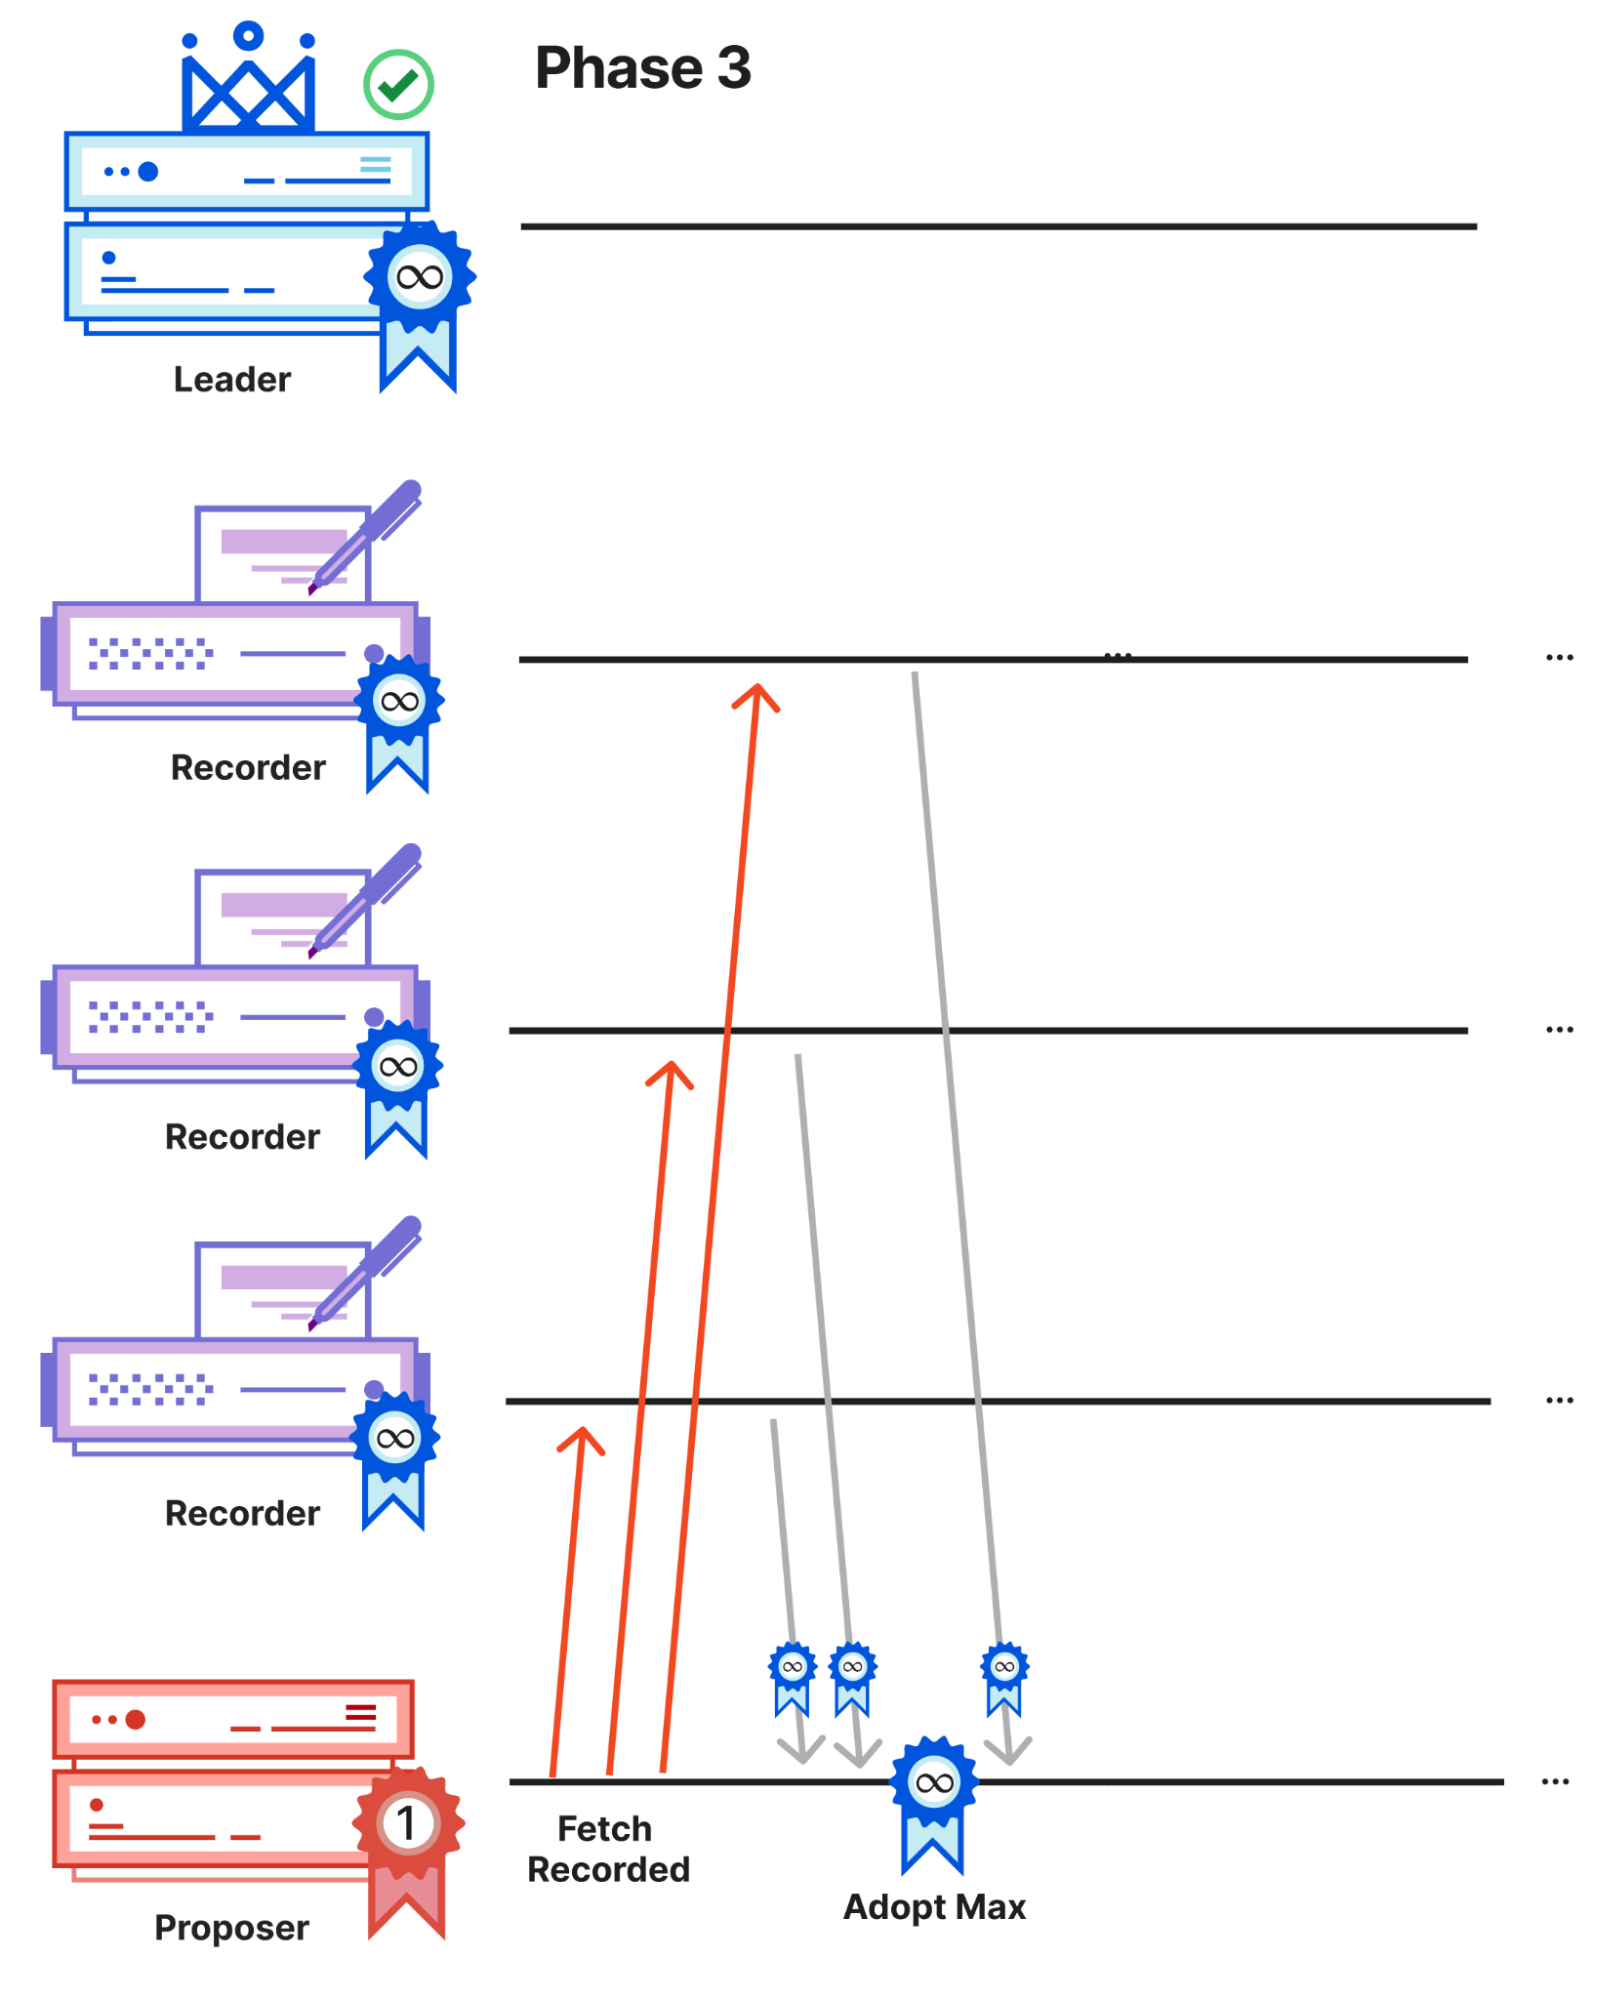 Phase 3
∞
Leader
∞
Recorder
...
...
∞
Recorder
...
∞
Recorder
...
∞ ∞ ∞
1
Proposer
∞
...
Fetch
Recorded
Adopt Max